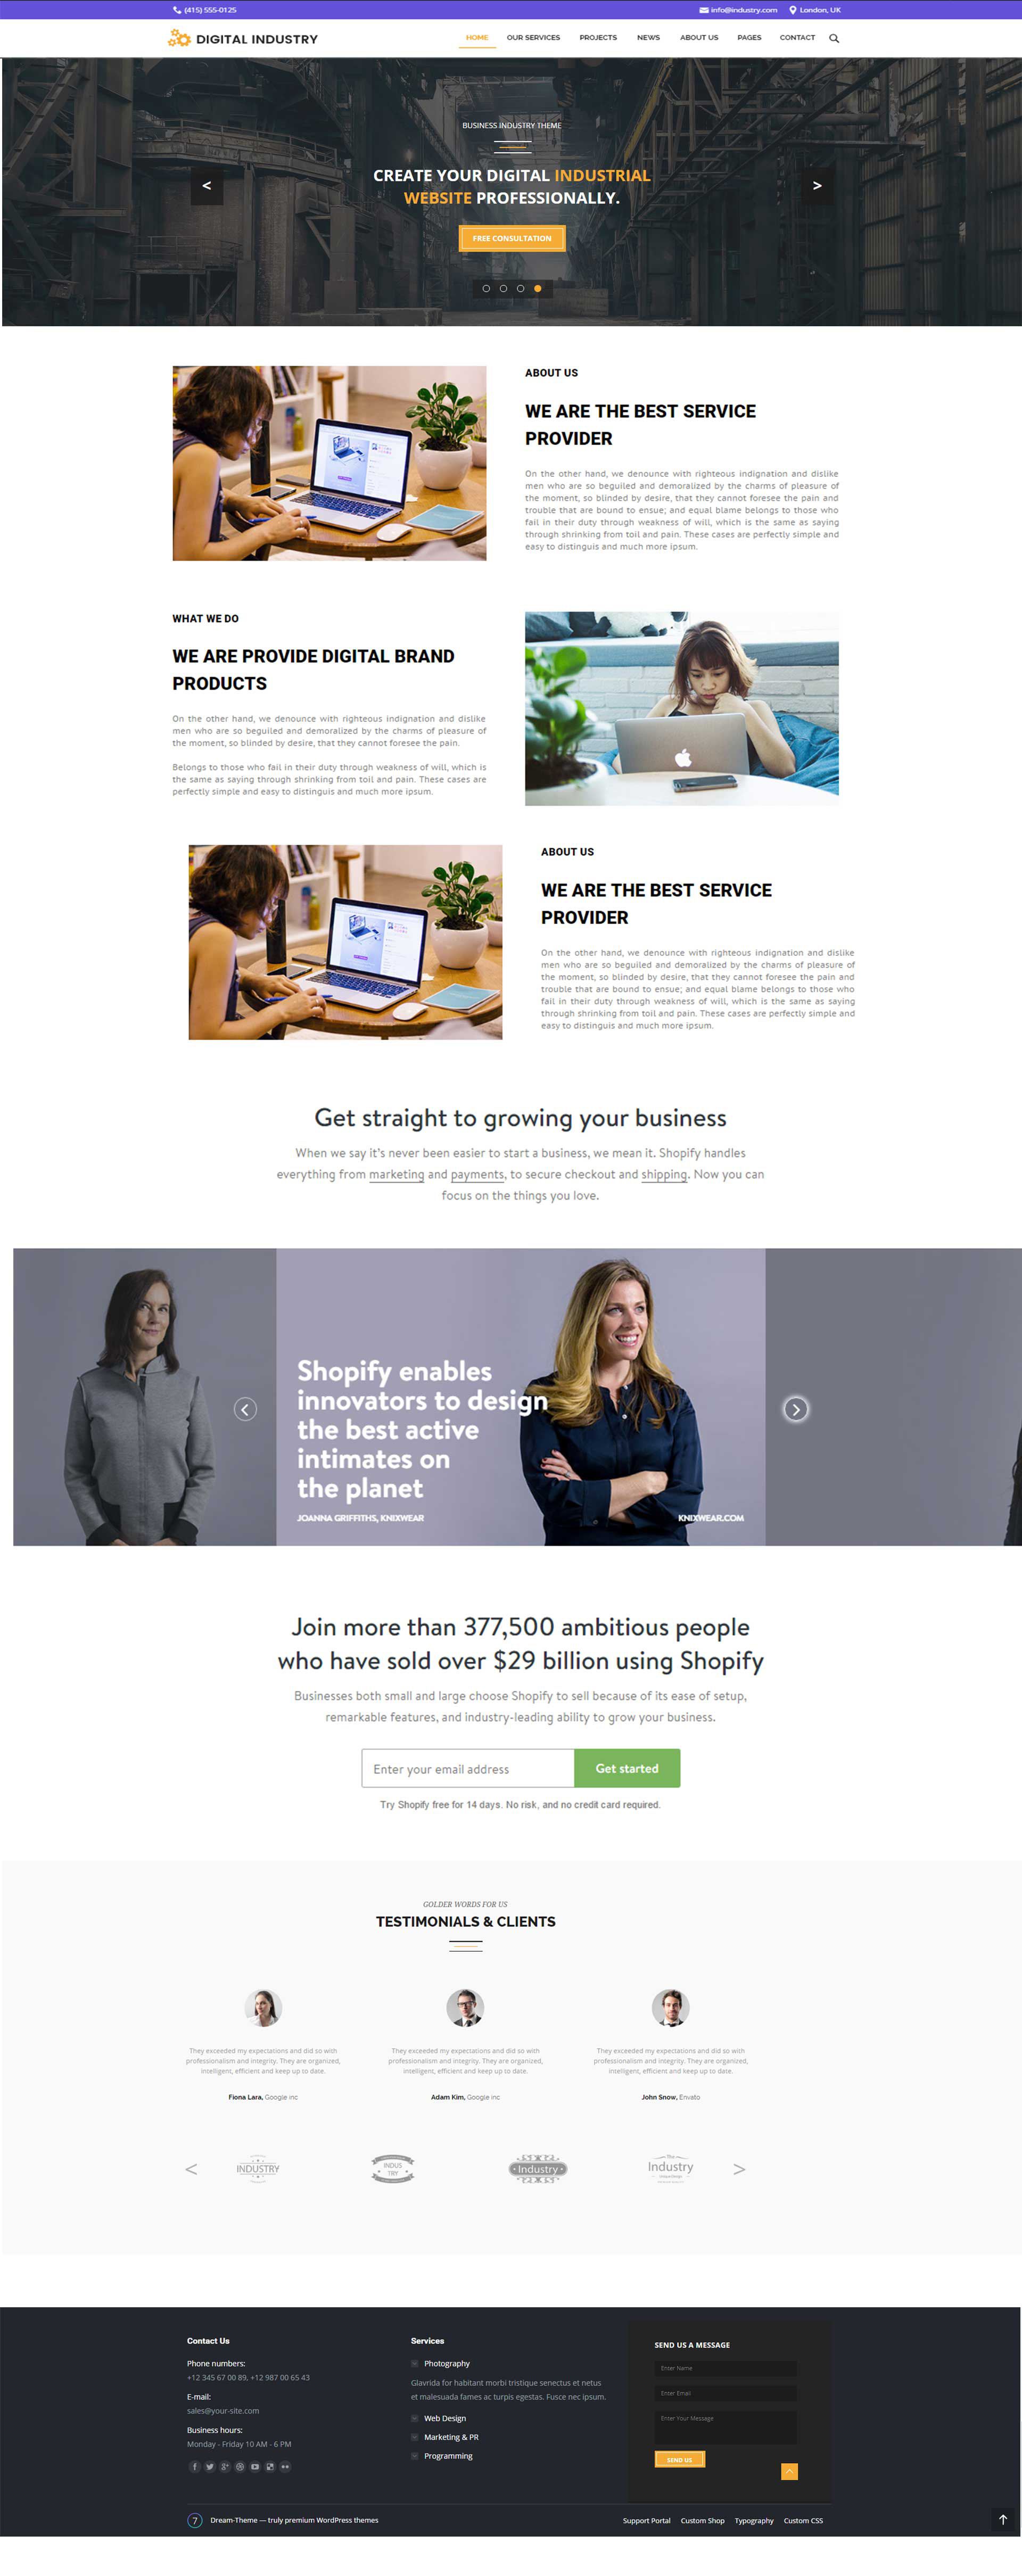 (415) 555-0125
info@industry.com
London, UK
DIGITAL INDUSTRY
HOME
OUR SERVICES
PROJECTS
NEWS
ABOUT US
PAGES
CONTACT
BUSINESS INDUSTRY THEME
CREATE YOUR DIGITAL INDUSTRIAL
WEBSITE PROFESSIONALLY.
<
>
FREE CONSULTATION
ABOUT US
WE ARE THE BEST SERVICE
PROVIDER
On the other hand, we denounce with righteous indignation and dislike
men who are so beguiled and demoralized by the charms of pleasure of
the moment, so blinded by desire, that they cannot foresee the pain and
trouble that are bound to ensue; and equal blame belongs to those who
fail in their duty through weakness of will, which is the same as saying
through shrinking from toil and pain. These cases are perfectly simple and
easy to distinguis and much more ipsum.
WHAT WE DO
WE ARE PROVIDE DIGITAL BRAND
PRODUCTS
On the other hand, we denounce with righteous indignation and dislike
men who are so beguiled and demoralized by the charms of pleasure of
the moment, so blinded by desire, that they cannot foresee the pain.
Belongs to those who fail in their duty through weakness of will, which is
the same as saying through shrinking from toil and pain. These cases are
perfectly simple and easy to distinguis and much more ipsum.
ABOUT US
WE ARE THE BEST SERVICE
PROVIDER
On the other hand, we denounce with righteous indignation and dislike
men who are so beguiled and demoralized by the charms of pleasure of
the moment, so blinded by desire, that they cannot foresee the pain and
trouble that are bound to ensue; and equal blame belongs to those who
fail in their duty through weakness of will, which is the same as saying
through shrinking from toil and pain. These cases are perfectly simple and
easy to distinguis and much more ipsum.
Get straight to growing your business
When we say it's never been easier to start a business, we mean it. Shopify handles
everything from marketing and payments, to secure checkout and shipping. Now you can
focus on the things you love.
Shopify enables
innovators to design
the best active
intimates on
the planet
JOANNA GRIFFITHS, KNIXWEAR
KNIXWEAR.COM
Join more than 377,500 ambitious people
who have sold over $29 billion using Shopify
Businesses both small and large choose Shopify to sell because of its ease of setup,
remarkable features, and industry-leading ability to grow your business.
Enter your email address
Get started
Try Shopify free for 14 days. No risk, and no credit card required.
GOLDER WORDS FOR US
TESTIMONIALS & CLIENTS
They exceeded my expectations and did so with
professionalism and integrity. They are organized,
intelligent, efficient and keep up to date.
Fiona Lara, Google inc
They exceeded my expectations and did so with
professionalism and integrity. They are organized,
intelligent, efficient and keep up to date.
Adam Kim, Google inc
They exceeded my expectations and did so with
professionalism and integrity. They are organized,
intelligent, efficient and keep up to date.
John Snow, Envato
<
INDUSTRY
INDUS
TRY
Industry
The
Industry
>
Contact Us
Phone numbers:
+12 345 67 00 89, +12 987 00 65 43
E-mail:
sales@your-site.com
Business hours:
Monday - Friday 10 AM - 6 PM
Services
Photography
Glavrida for habitant morbi tristique senectus et netus
et malesuada fames ac turpis egestas. Fusce nec ipsum.
Web Design
Marketing & PR
Programming
SEND US A MESSAGE
Enter Name
Enter Email
Enter Your Message
SEND US
7
Dream-Theme — truly premium WordPress themes
Support Portal
Custom Shop
Typography
Custom CSS